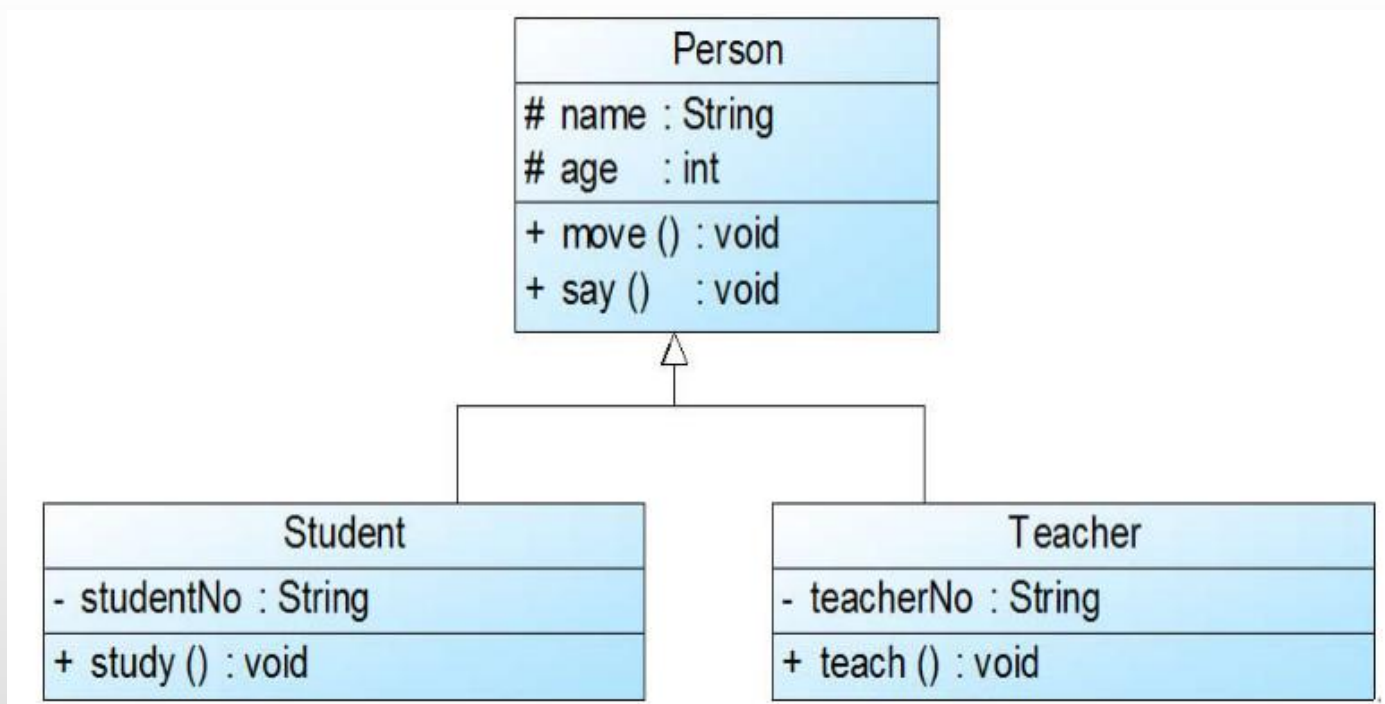 Person
# name : String
# age : int
+ move () : void
+ say () : void
Student
- studentNo : String
+ study () : void
Teacher
- teacherNo : String
+ teach () : void